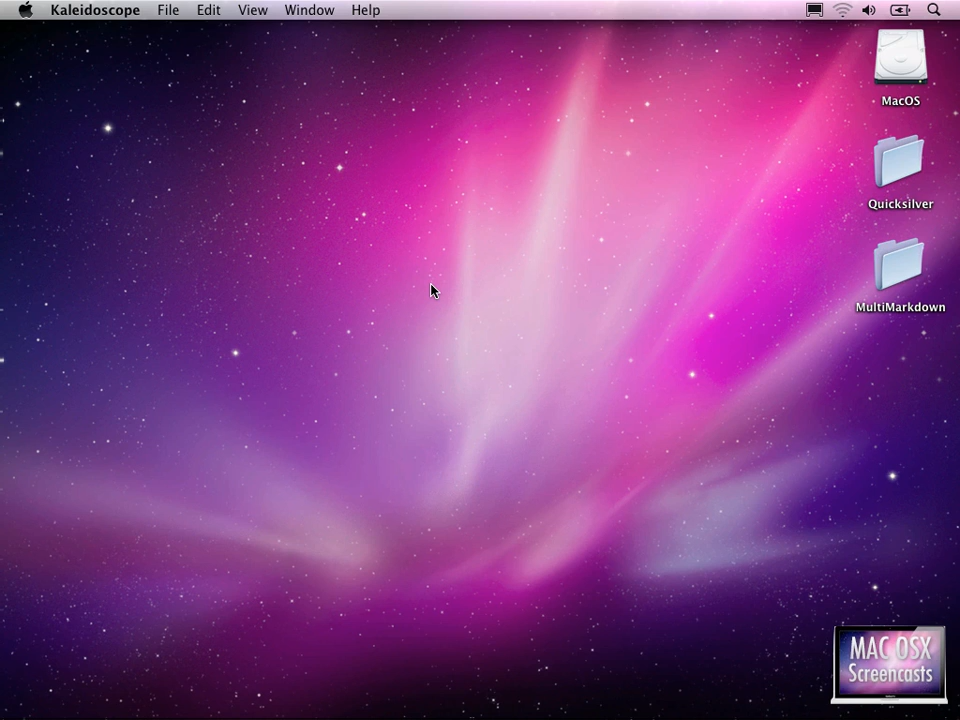 Kaleidoscope File Edit View Window Help
MacOS
Quicksilver
MultiMarkdown
MAC OSX
Screencasts